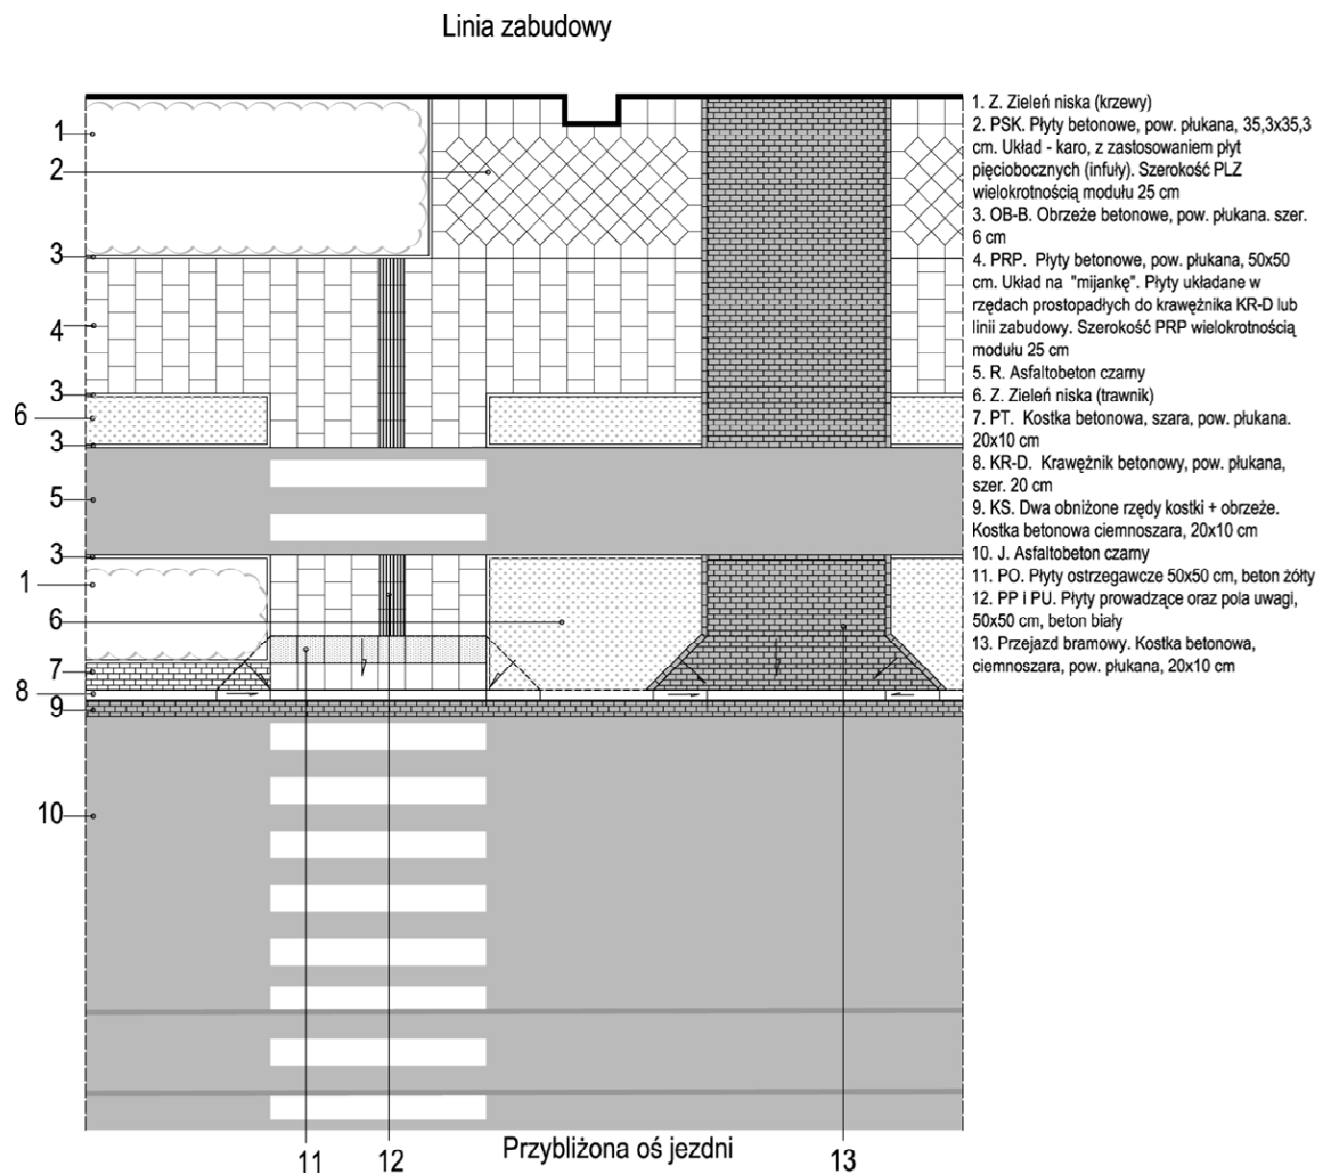 Linia zabudowy
1
2
3
4
3
6
3
5
3
1
6
7
8
9
10
11
12
Przybliżona oś jezdni
13
1. Z. Zieleń niska (krzewy)
2. PSK. Płyty betonowe, pow. płukana, 35,3x35,3
cm. Układ - karo, z zastosowaniem płyt
pięciobocznych (infuły). Szerokość PLZ
wielokrotnością modułu 25 cm
3. OB-B. Obrzeże betonowe, pow. płukana. szer.
6 cm
4. PRP. Płyty betonowe, pow. płukana, 50x50
cm. Układ na "mijankę". Płyty układane w
rzędach prostopadłych do krawężnika KR-D lub
linii zabudowy. Szerokość PRP wielokrotnością
modułu 25 cm
5. R. Asfaltobeton czarny
6. Z. Zieleń niska (trawnik)
7. PT. Kostka betonowa, szara, pow. płukana.
20x10 cm
8. KR-D. Krawężnik betonowy, pow. płukana,
szer. 20 cm
9. KS. Dwa obniżone rzędy kostki + obrzeże.
Kostka betonowa ciemnoszara, 20x10 cm
10. J. Asfaltobeton czarny
11. PO. Płyty ostrzegawcze 50x50 cm, beton żółty
12. PP i PU. Płyty prowadzące oraz pola uwagi,
50x50 cm, beton biały
13. Przejazd bramowy. Kostka betonowa,
ciemnoszara, pow. płukana, 20x10 cm